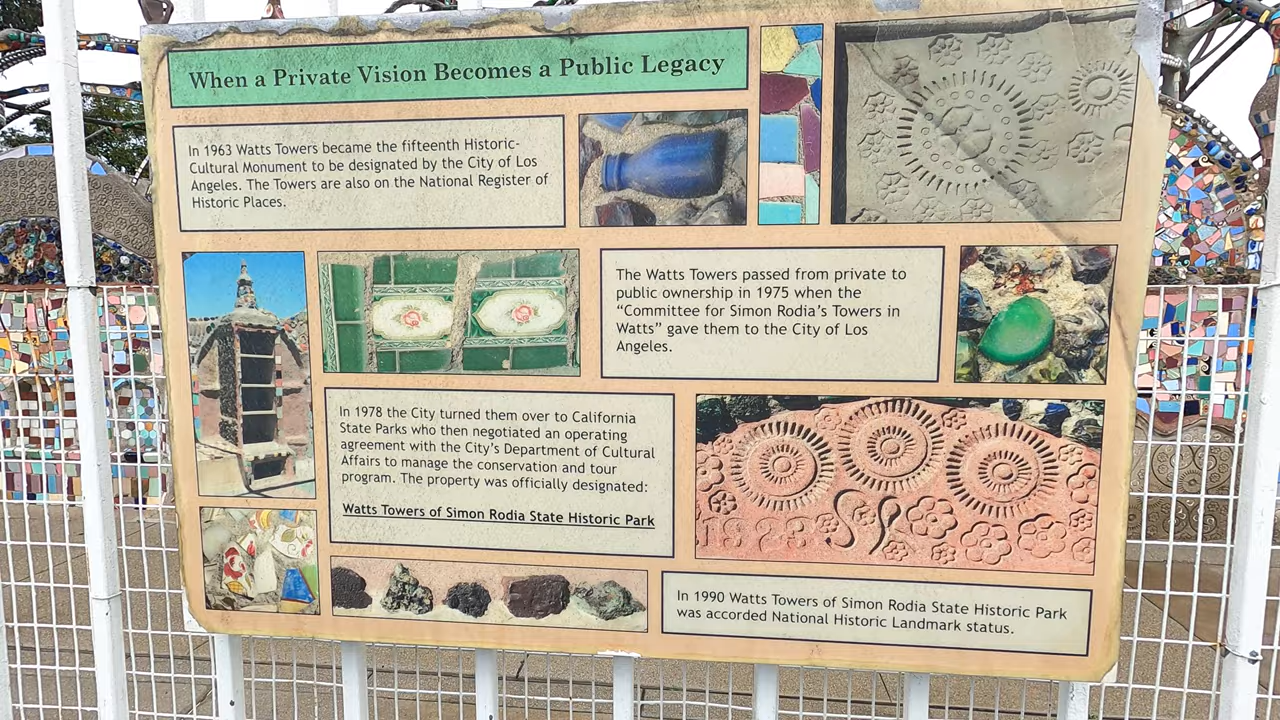 When a Private Vision Becomes a Public Legacy
In 1963 Watts Towers became the fifteenth Historic-
Cultural Monument to be designated by the City of Los
Angeles. The Towers are also on the National Register of
Historic Places.
The Watts Towers passed from private to
public ownership in 1975 when the
“Committee for Simon Rodia’s Towers in
Watts” gave them to the City of Los
Angeles.
In 1978 the City turned them over to California
State Parks who then negotiated an operating
agreement with the City’s Department of Cultural
Affairs to manage the conservation and tour
program. The property was officially designated:
Watts Towers of Simon Rodia State Historic Park
In 1990 Watts Towers of Simon Rodia State Historic Park
was accorded National Historic Landmark status.